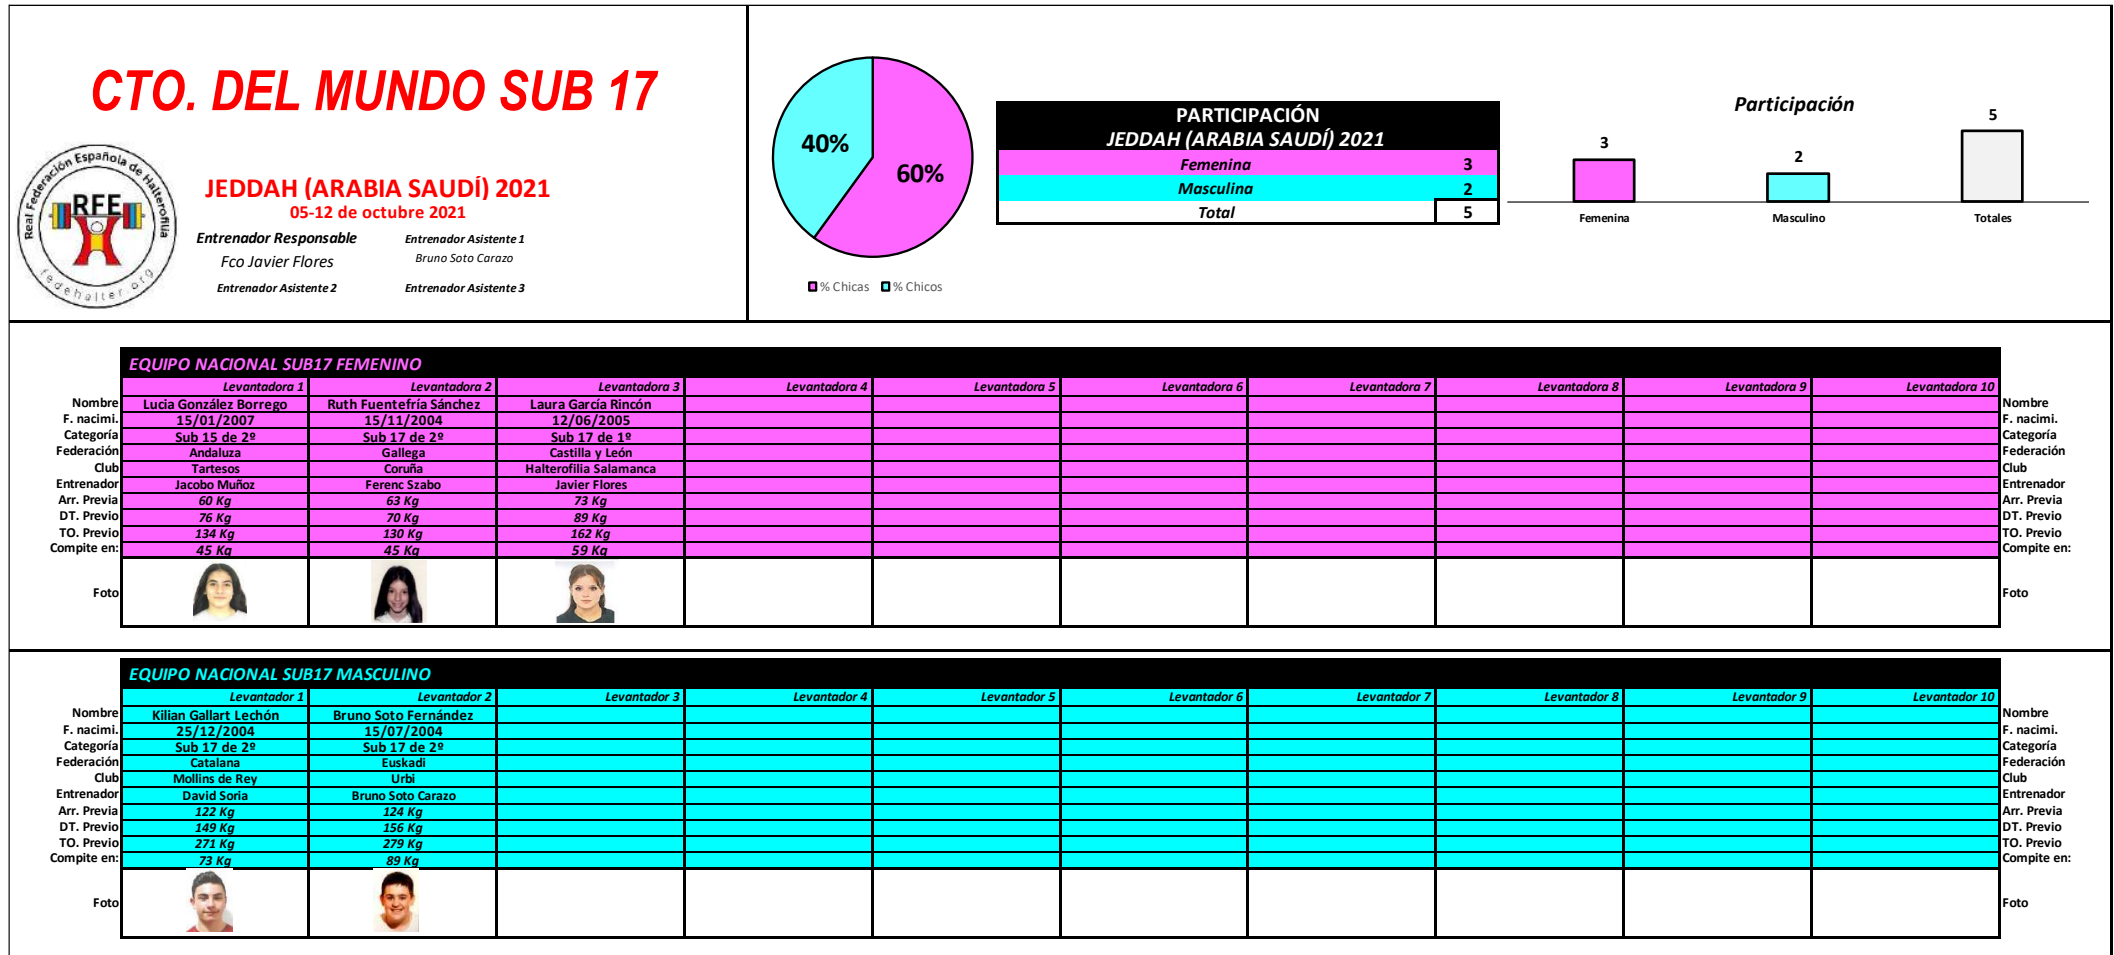 CTO. DEL MUNDO SUB 17
Real Federación Española de Halterofilia
RFE
fedehalter.org
JEDDAH (ARABIA SAUDÍ) 2021
05-12 de octubre 2021
Entrenador Responsable Entrenador Asistente 1
Fco Javier Flores Bruno Soto Carazo
Entrenador Asistente 2 Entrenador Asistente 3
40%
60%
% Chicas % Chicos
PARTICIPACIÓN
JEDDAH (ARABIA SAUDÍ) 2021
Femenina 3
Masculina 2
Total 5
Participación
3 2 5
Femenina Masculino Totales
EQUIPO NACIONAL SUB17 FEMENINO
Levantadora 1 Levantadora 2 Levantadora 3 Levantadora 4 Levantadora 5 Levantadora 6 Levantadora 7 Levantadora 8 Levantadora 9 Levantadora 10
Nombre Lucia González Borrego Ruth Fuentefría Sánchez Laura García Rincón Nombre
F. nacimi. 15/01/2007 15/11/2004 12/06/2005 F. nacimi.
Categoría Sub 15 de 2º Sub 17 de 2º Sub 17 de 1º Categoría
Federación Andaluza Gallega Castilla y León Federación
Club Tartesos Coruña Halterofilia Salamanca Club
Entrenador Jacobo Muñoz Ferenc Szabo Javier Flores Entrenador
Arr. Previa 60 Kg 63 Kg 73 Kg Arr. Previa
DT. Previo 76 Kg 70 Kg 89 Kg DT. Previo
TO. Previo 134 Kg 130 Kg 162 Kg TO. Previo
Compite en: 45 Kg 45 Kg 59 Kg Compite en:
Foto Foto
EQUIPO NACIONAL SUB17 MASCULINO
Levantador 1 Levantador 2 Levantador 3 Levantador 4 Levantador 5 Levantador 6 Levantador 7 Levantador 8 Levantador 9 Levantador 10
Nombre Kilian Gallart Lechón Bruno Soto Fernández Nombre
F. nacimi. 25/12/2004 15/07/2004 F. nacimi.
Categoría Sub 17 de 2º Sub 17 de 2º Categoría
Federación Catalana Euskadi Federación
Club Mollins de Rey Urbi Club
Entrenador David Soria Bruno Soto Carazo Entrenador
Arr. Previa 122 Kg 124 Kg Arr. Previa
DT. Previo 149 Kg 156 Kg DT. Previo
TO. Previo 271 Kg 279 Kg TO. Previo
Compite en: 73 Kg 89 Kg Compite en:
Foto Foto